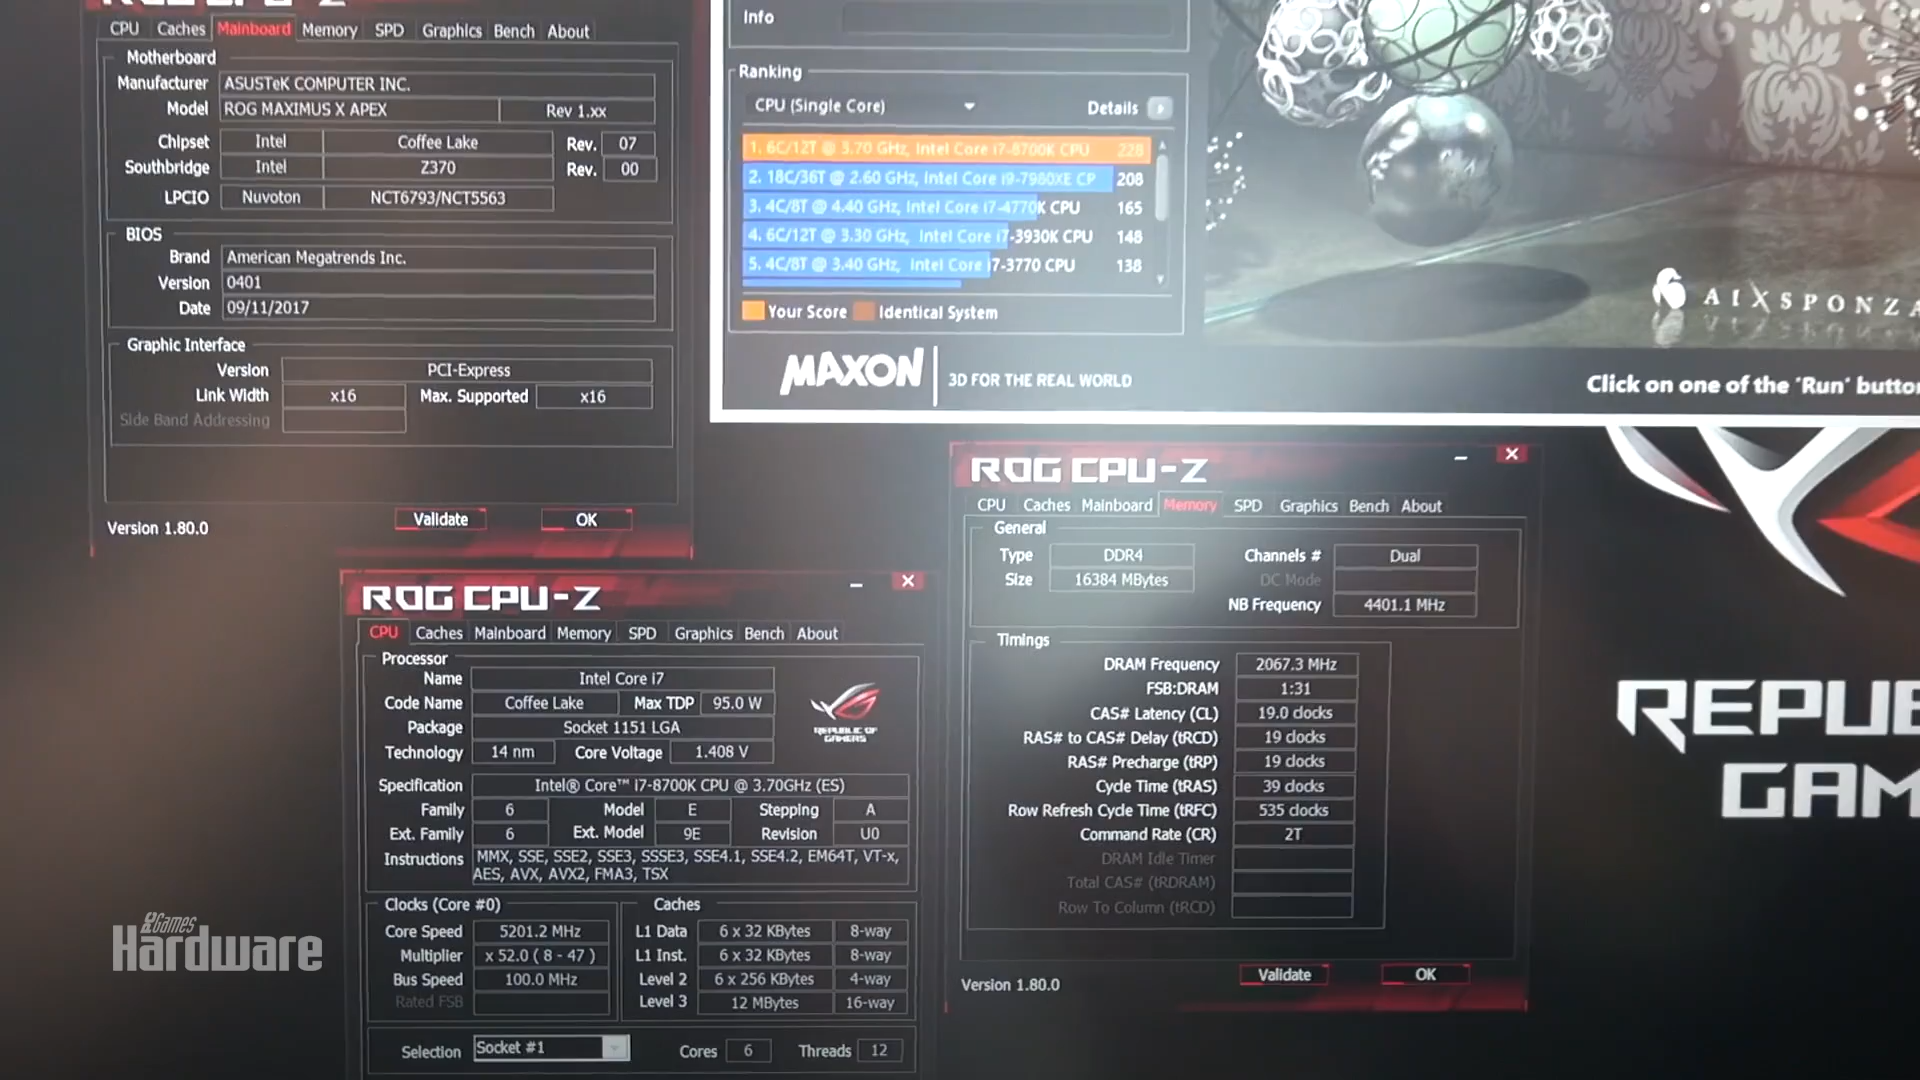 ROG CPU-Z
CPU Caches Mainboard Memory SPD Graphics Bench About
Motherboard
Manufacturer ASUSTeK COMPUTER INC.
Model ROG MAXIMUS X APEX Rev 1.xx
Chipset Intel Coffee Lake Rev. 07
Southbridge Intel Z370 Rev. 00
LPCIO Nuvoton NCT6793/NCT5563
BIOS
Brand American Megatrends Inc.
Version 0401
Date 09/11/2017
Graphic Interface
Version PCI-Express
Link Width x16 Max. Supported x16
Side Band Addressing
Version 1.80.0 Validate OK
Info
Ranking
CPU (Single Core) Details
1. 6C/12T @ 3.70 GHz, Intel Core i7-8700K CPU 228
2. 18C/36T @ 2.60 GHz, Intel Core i9-7980XE CP 208
3. 4C/8T @ 4.40 GHz, Intel Core i7-4770K CPU 165
4. 6C/12T @ 3.30 GHz, Intel Core i7-3930K CPU 148
5. 4C/8T @ 3.40 GHz, Intel Core i7-3770 CPU 138
Your Score Identical System
MAXON 3D FOR THE REAL WORLD
AIXSPONZA
Click on one of the 'Run' button
ROG CPU-Z
CPU Caches Mainboard Memory SPD Graphics Bench About
Processor
Name Intel Core i7
Code Name Coffee Lake Max TDP 95.0 W
Package Socket 1151 LGA
Technology 14 nm Core Voltage 1.408 V
REPUBLIC OF
GAMERS
Specification Intel® Core™ i7-8700K CPU @ 3.70GHz (ES)
Family 6 Model E Stepping A
Ext. Family 6 Ext. Model 9E Revision U0
Instructions MMX, SSE, SSE2, SSE3, SSSE3, SSE4.1, SSE4.2, EM64T, VT-x,
AES, AVX, AVX2, FMA3, TSX
Clocks (Core #0)
Core Speed 5201.2 MHz
Multiplier x 52.0 ( 8 - 47 )
Bus Speed 100.0 MHz
Rated FSB
Caches
L1 Data 6 x 32 KBytes 8-way
L1 Inst. 6 x 32 KBytes 8-way
Level 2 6 x 256 KBytes 4-way
Level 3 12 MBytes 16-way
Selection Socket #1 Cores 6 Threads 12
ROG CPU-Z
CPU Caches Mainboard Memory SPD Graphics Bench About
General
Type DDR4 Channels # Dual
Size 16384 MBytes DC Mode
NB Frequency 4401.1 MHz
Timings
DRAM Frequency 2067.3 MHz
FSB:DRAM 1:31
CAS# Latency (CL) 19.0 clocks
RAS# to CAS# Delay (tRCD) 19 clocks
RAS# Precharge (tRP) 19 clocks
Cycle Time (tRAS) 39 clocks
Row Refresh Cycle Time (tRFC) 535 clocks
Command Rate (CR) 2T
DRAM Idle Timer
Total CAS# (tRDRAM)
Row To Column (tRCD)
Version 1.80.0 Validate OK
REPUB
GAM
Games
Hardware